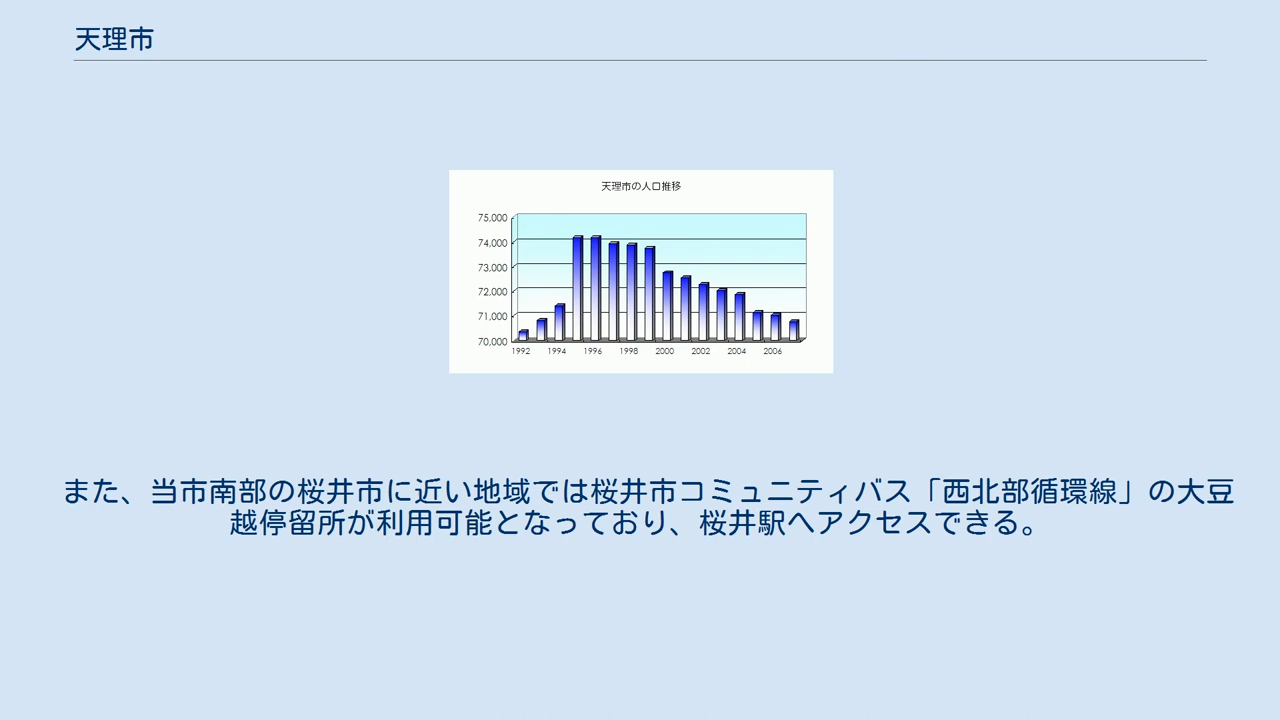 天理市
天理市の人口推移
75,000
74,000
73,000
72,000
71,000
70,000
1992 1994 1996 1998 2000 2002 2004 2006
また、当市南部の桜井市に近い地域では桜井市コミュニティバス「西北部循環線」の大豆
越停留所が利用可能となっており、桜井駅へアクセスできる。